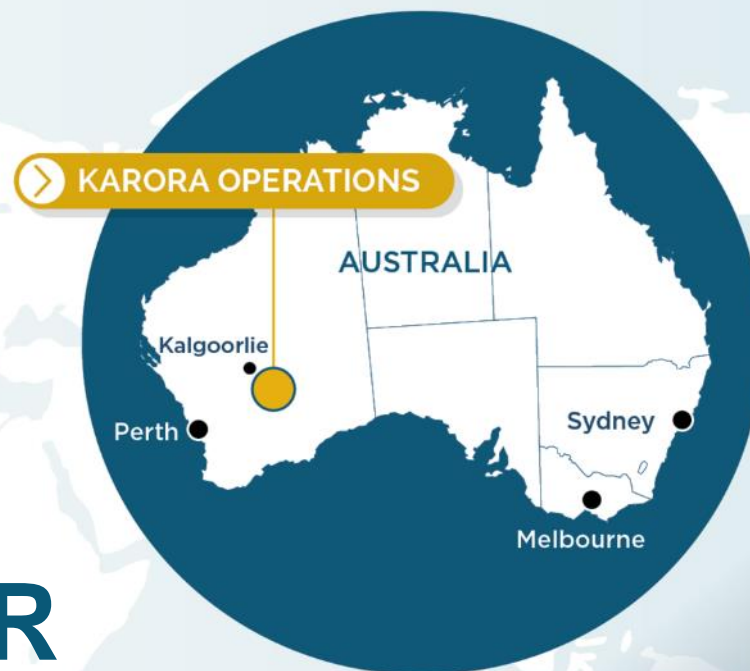 KARORA OPERATIONS
AUSTRALIA
Kalgoorlie
Perth
Sydney
Melbourne
R